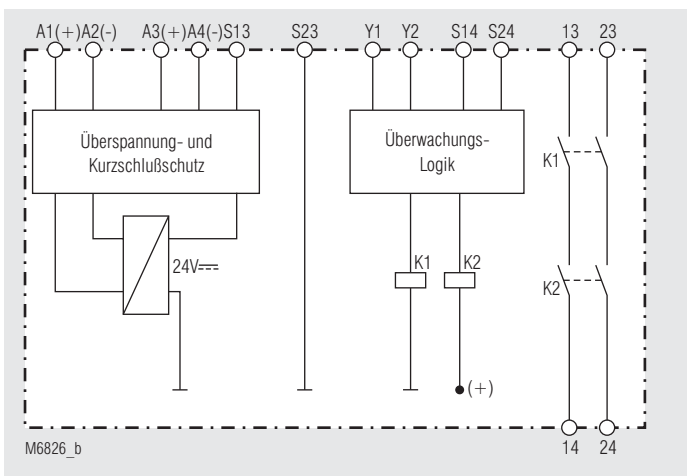 A1(+) A2(-) A3(+) A4(-) S13 S23 Y1 Y2 S14 S24 13 23
Überspannung- und
Kurzschlußschutz
Überwachungs-
Logik
K1
24V
K1 K2
K2
(+)
M6826_b
14 24